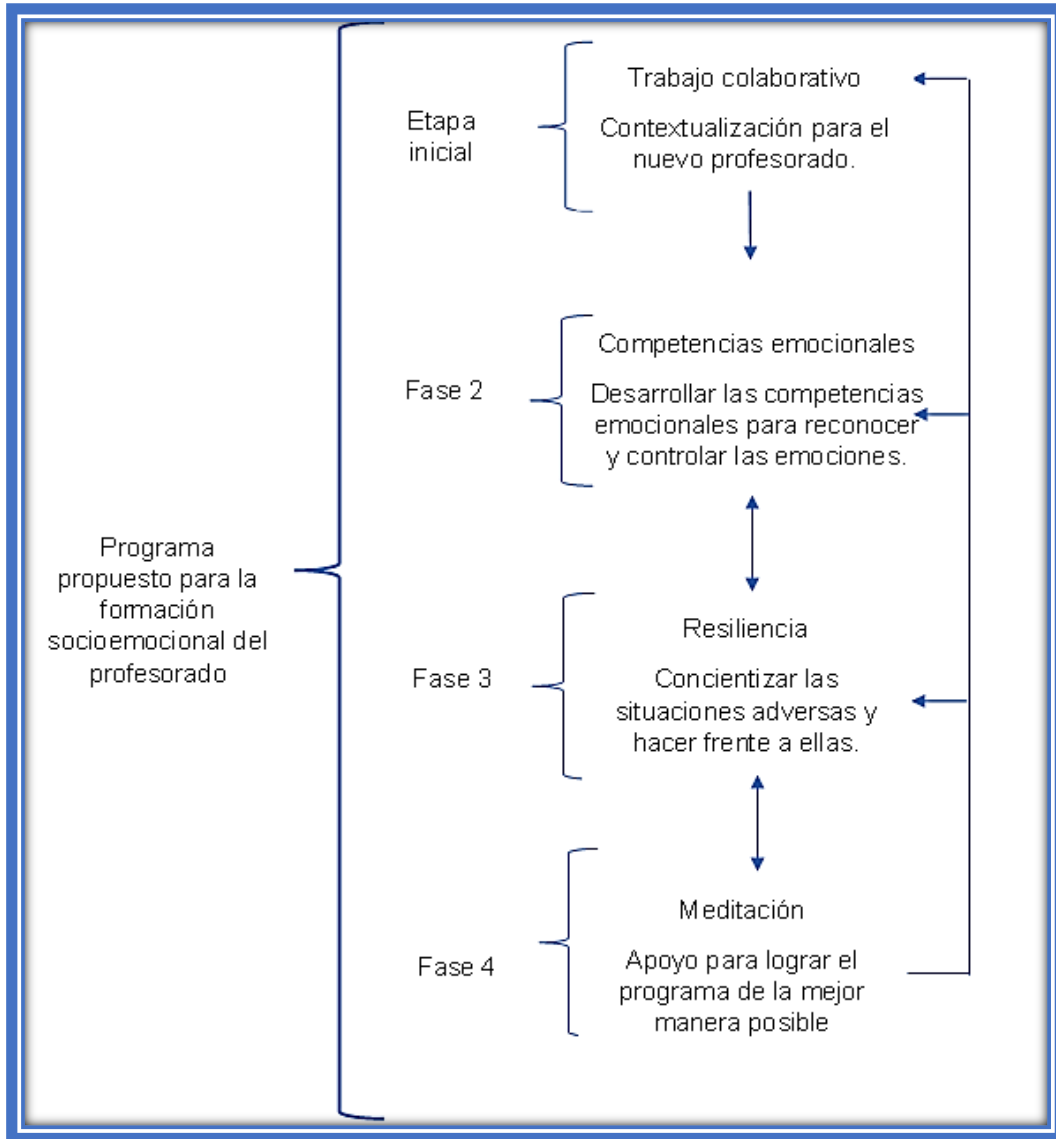 Programa
propuesto para la
formación
socioemocional del
profesorado
Etapa
inicial
Trabajo colaborativo
Contextualización para el
nuevo profesorado.
Fase 2
Competencias emocionales
Desarrollar las competencias
emocionales para reconocer
y controlar las emociones.
Fase 3
Resiliencia
Concientizar las
situaciones adversas y
hacer frente a ellas.
Fase 4
Meditación
Apoyo para lograr el
programa de la mejor
manera posible